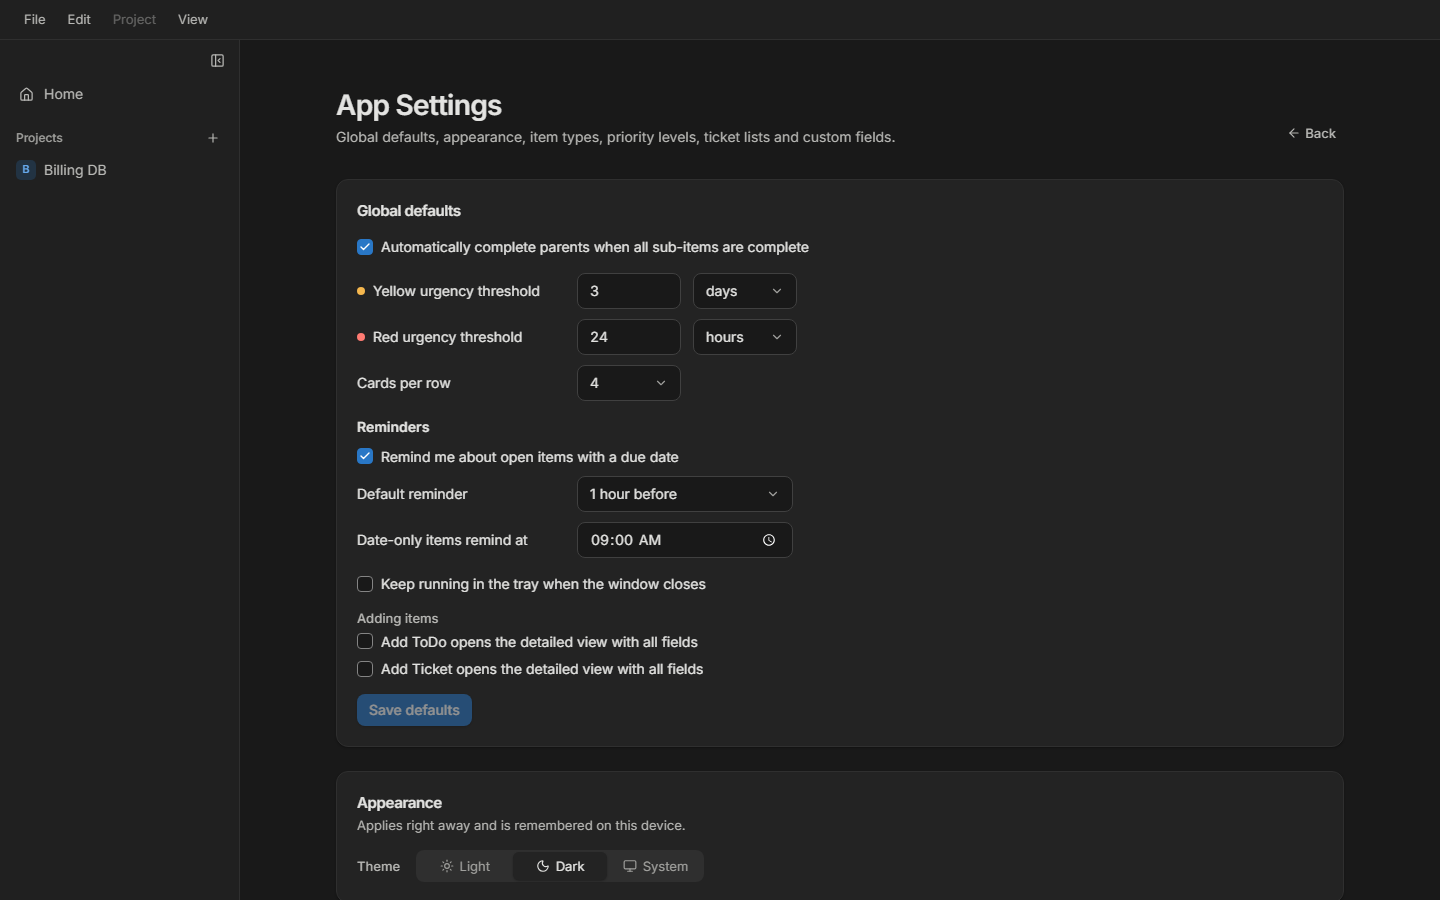 File Edit Project View
Home
Projects
B Billing DB
App Settings
Global defaults, appearance, item types, priority levels, ticket lists and custom fields.
Back
Global defaults
Automatically complete parents when all sub-items are complete
Yellow urgency threshold 3 days
Red urgency threshold 24 hours
Cards per row 4
Reminders
Remind me about open items with a due date
Default reminder 1 hour before
Date-only items remind at 09:00 AM
Keep running in the tray when the window closes
Adding items
Add ToDo opens the detailed view with all fields
Add Ticket opens the detailed view with all fields
Save defaults
Appearance
Applies right away and is remembered on this device.
Theme Light Dark System